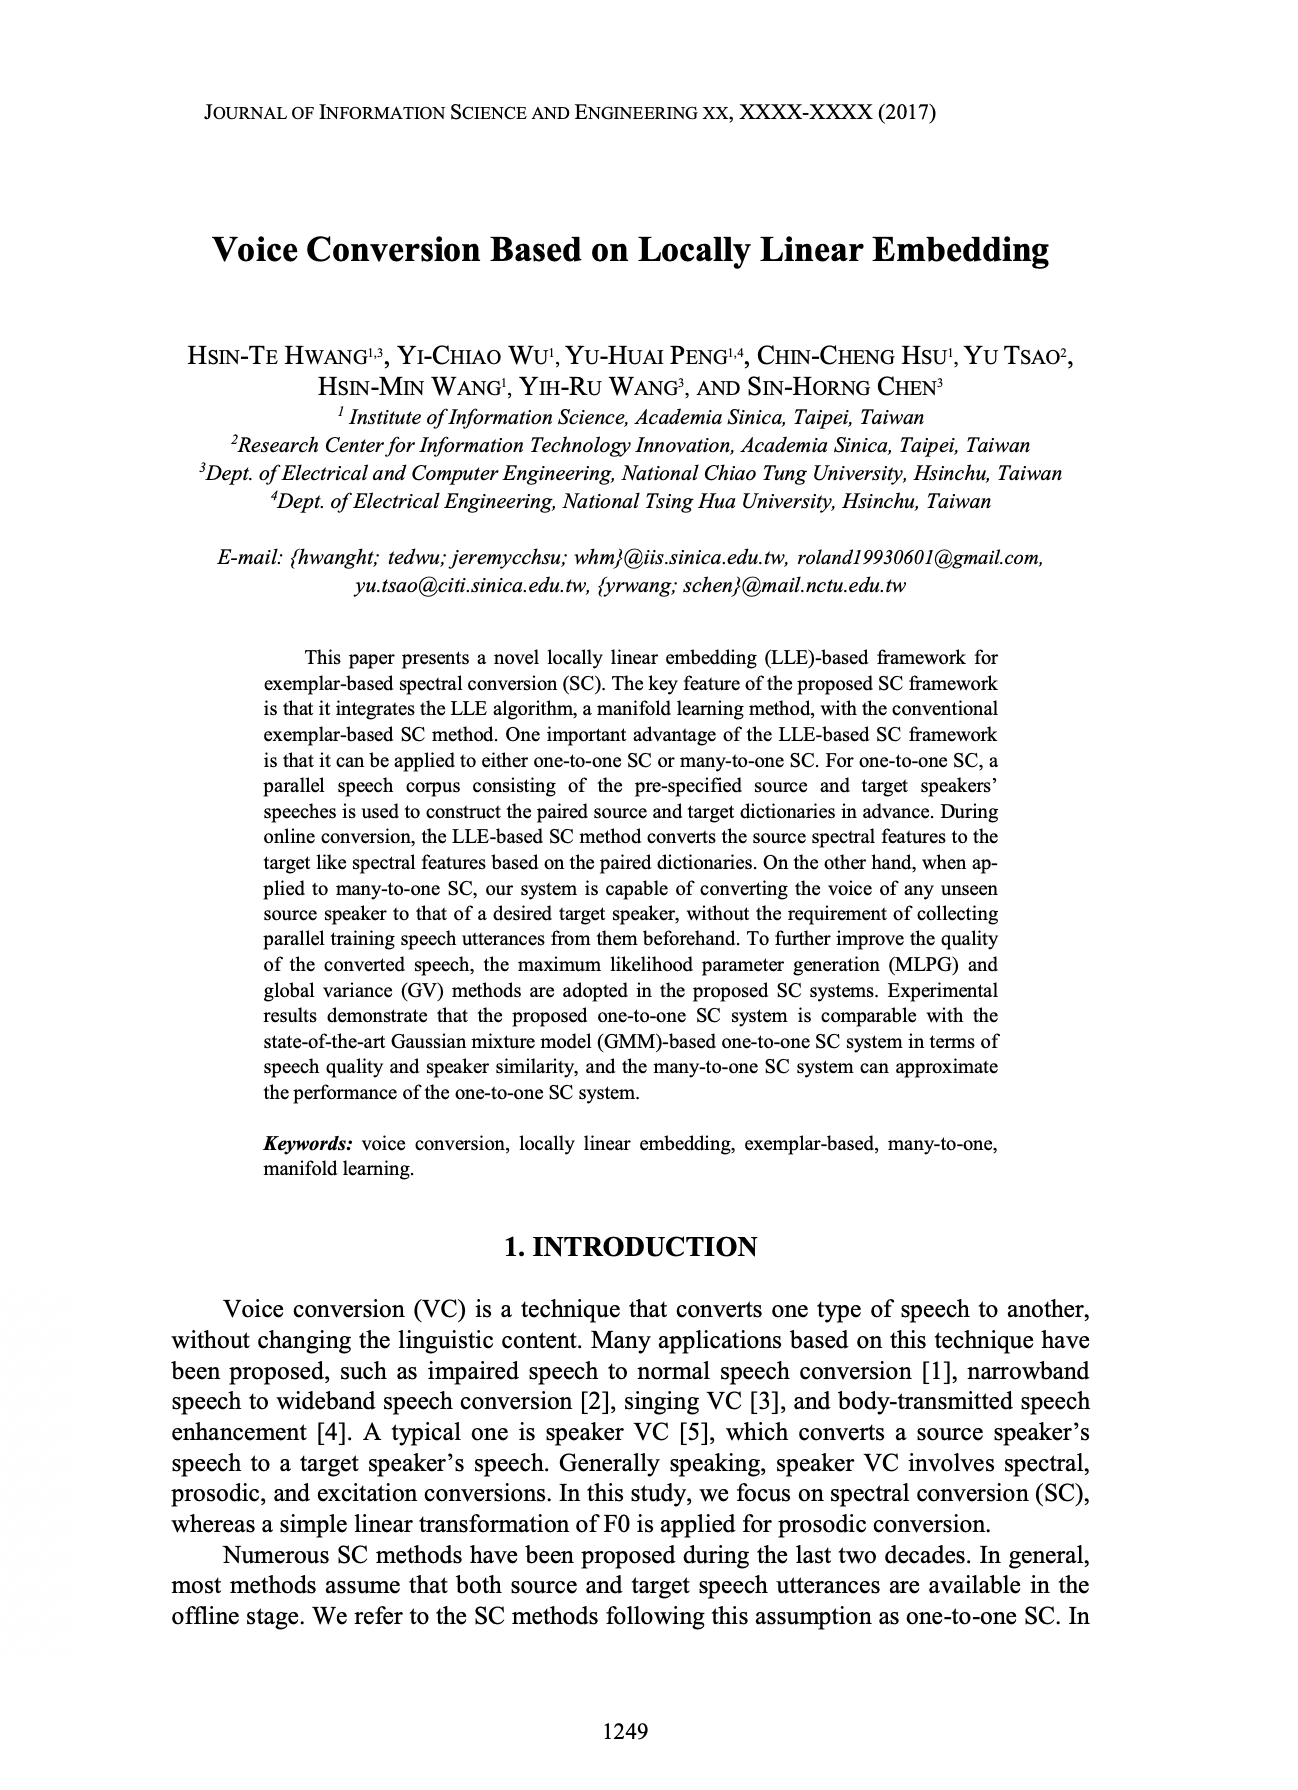 JOURNAL OF INFORMATION SCIENCE AND ENGINEERING XX, XXXX-XXXX (2017)
Voice Conversion Based on Locally Linear Embedding
HSIN-TE HWANG1,3, YI-CHIAO WU1, YU-HUAI PENG1,4, CHIN-CHENG HSU1, YU TSAO2,
HSIN-MIN WANG1, YIH-RU WANG3, AND SIN-HORNG CHEN3
1 Institute of Information Science, Academia Sinica, Taipei, Taiwan
2Research Center for Information Technology Innovation, Academia Sinica, Taipei, Taiwan
3Dept. of Electrical and Computer Engineering, National Chiao Tung University, Hsinchu, Taiwan
4Dept. of Electrical Engineering, National Tsing Hua University, Hsinchu, Taiwan
E-mail: {hwanght; tedwu; jeremycchsu; whm}@iis.sinica.edu.tw, roland19930601@gmail.com,
yu.tsao@citi.sinica.edu.tw, {yrwang; schen}@mail.nctu.edu.tw
This paper presents a novel locally linear embedding (LLE)-based framework for
exemplar-based spectral conversion (SC). The key feature of the proposed SC framework
is that it integrates the LLE algorithm, a manifold learning method, with the conventional
exemplar-based SC method. One important advantage of the LLE-based SC framework
is that it can be applied to either one-to-one SC or many-to-one SC. For one-to-one SC, a
parallel speech corpus consisting of the pre-specified source and target speakers’
speeches is used to construct the paired source and target dictionaries in advance. During
online conversion, the LLE-based SC method converts the source spectral features to the
target like spectral features based on the paired dictionaries. On the other hand, when ap-
plied to many-to-one SC, our system is capable of converting the voice of any unseen
source speaker to that of a desired target speaker, without the requirement of collecting
parallel training speech utterances from them beforehand. To further improve the quality
of the converted speech, the maximum likelihood parameter generation (MLPG) and
global variance (GV) methods are adopted in the proposed SC systems. Experimental
results demonstrate that the proposed one-to-one SC system is comparable with the
state-of-the-art Gaussian mixture model (GMM)-based one-to-one SC system in terms of
speech quality and speaker similarity, and the many-to-one SC system can approximate
the performance of the one-to-one SC system.
Keywords: voice conversion, locally linear embedding, exemplar-based, many-to-one,
manifold learning.
1. INTRODUCTION
Voice conversion (VC) is a technique that converts one type of speech to another,
without changing the linguistic content. Many applications based on this technique have
been proposed, such as impaired speech to normal speech conversion [1], narrowband
speech to wideband speech conversion [2], singing VC [3], and body-transmitted speech
enhancement [4]. A typical one is speaker VC [5], which converts a source speaker’s
speech to a target speaker’s speech. Generally speaking, speaker VC involves spectral,
prosodic, and excitation conversions. In this study, we focus on spectral conversion (SC),
whereas a simple linear transformation of F0 is applied for prosodic conversion.
Numerous SC methods have been proposed during the last two decades. In general,
most methods assume that both source and target speech utterances are available in the
offline stage. We refer to the SC methods following this assumption as one-to-one SC. In
1249